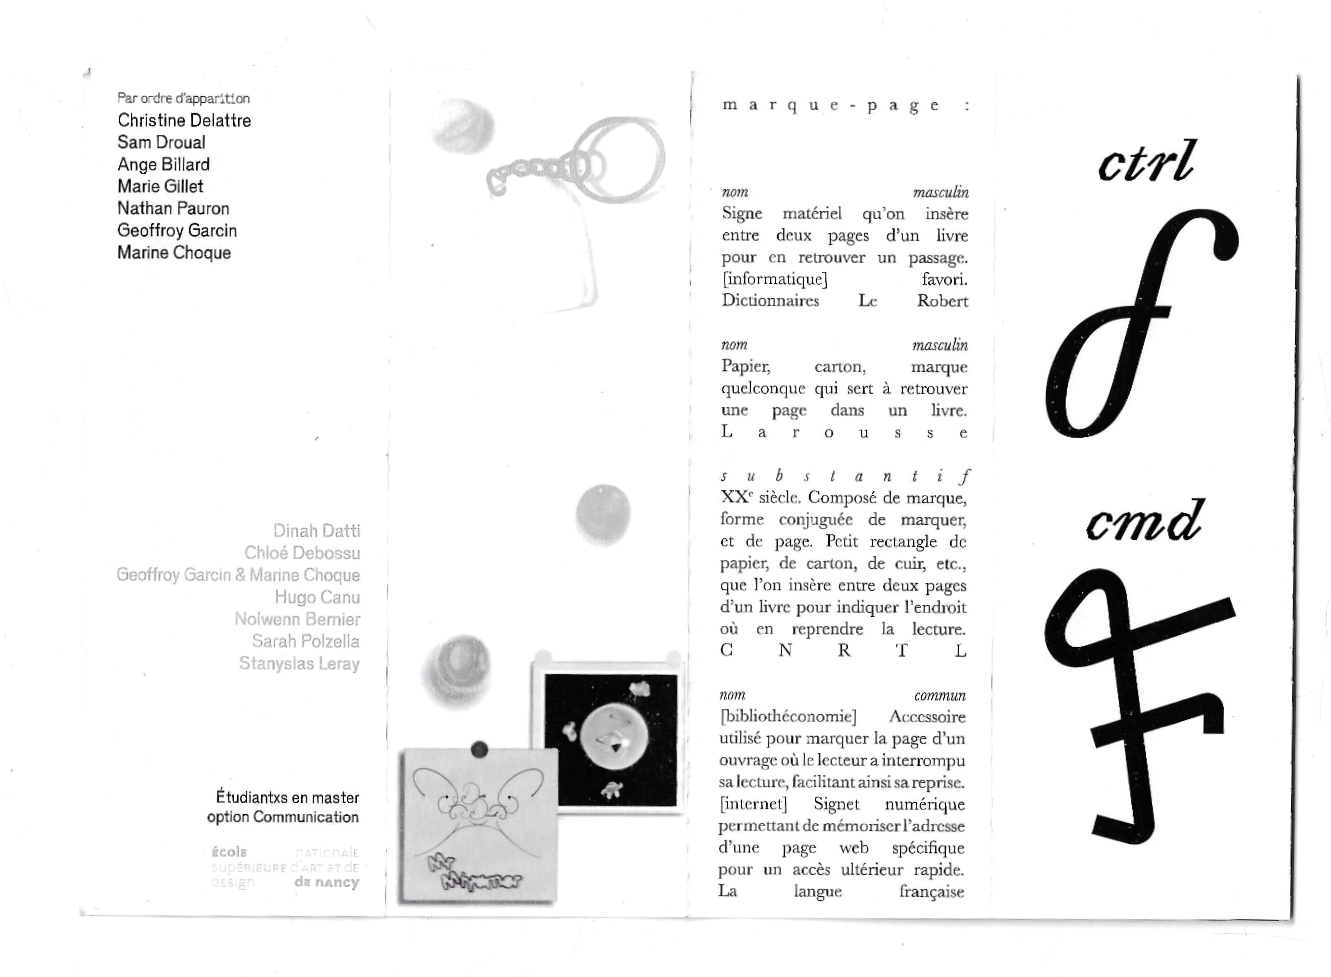 Par ordre d'apparition
Christine Delattre
Sam Droual
Ange Billard
Marie Gillet
Nathan Pauron
Geoffroy Garcin
Marine Choque
Dinah Datti
Chloé Debossu
Geoffroy Garcin & Marine Choque
Hugo Canu
Nolwenn Bernier
Sarah Polzella
Stanyslas Leray
Étudiantxs en master
option Communication
école nationale
supérieure d'art et de
design de nancy
marque-page :
nom masculin
Signe matériel qu'on insère
entre deux pages d'un livre
pour en retrouver un passage.
[informatique] favori.
Dictionnaires Le Robert
nom masculin
Papier, carton, marque
quelconque qui sert à retrouver
une page dans un livre.
Larousse
substantif
XXe siècle. Composé de marque,
forme conjuguée de marquer,
et de page. Petit rectangle de
papier, de carton, de cuir, etc.,
que l'on insère entre deux pages
d'un livre pour indiquer l'endroit
où en reprendre la lecture.
CNRTL
nom commun
[bibliothéconomie] Accessoire
utilisé pour marquer la page d'un
ouvrage où le lecteur a interrompu
sa lecture, facilitant ainsi sa reprise.
[internet] Signet numérique
permettant de mémoriser l'adresse
d'une page web spécifique
pour un accès ultérieur rapide.
La langue française
ctrl
f
cmd
f